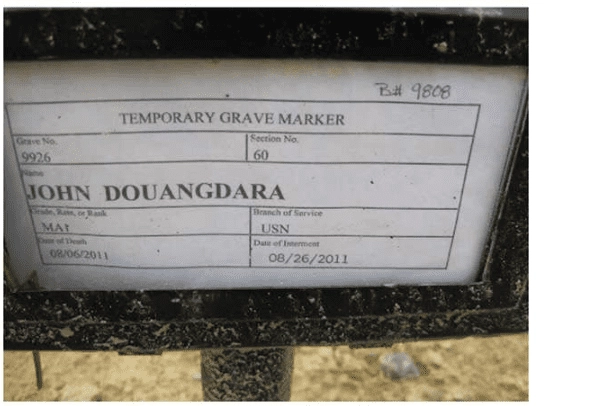 B# 9808
TEMPORARY GRAVE MARKER
Grave No. Section No.
9926 60
Name
JOHN DOUANGDARA
Grade, Rate, or Rank Branch of Service
MA1 USN
Date of Death Date of Interment
08/06/2011 08/26/2011